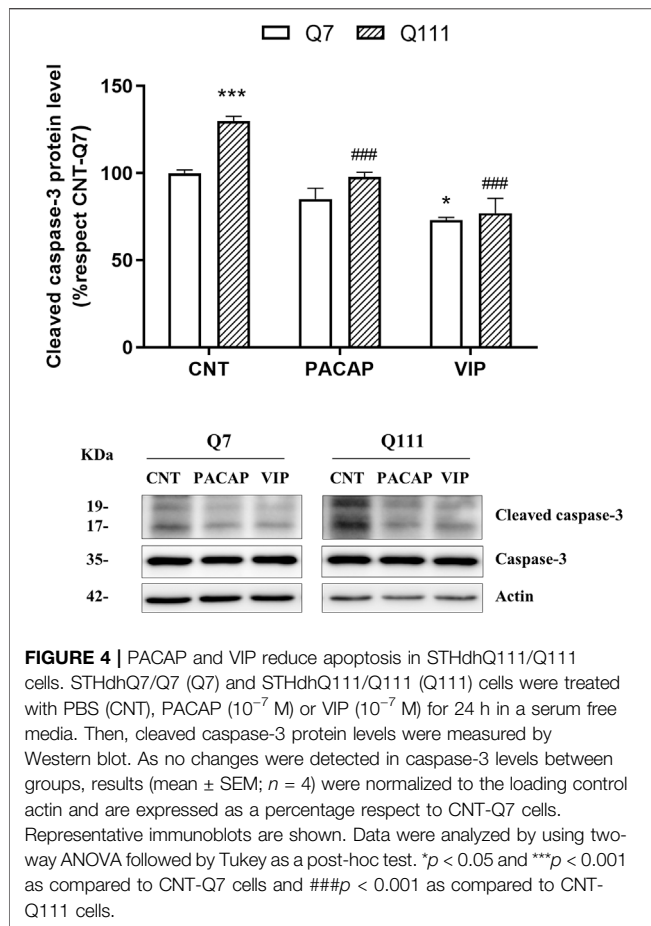 Q7 Q111
Cleaved caspase-3 protein level
(%respect CNT-Q7)
150
100
50
0
***
###
*
###
CNT PACAP VIP
Q7 Q111
KDa
CNT PACAP VIP CNT PACAP VIP
19-
17-
Cleaved caspase-3
35-
Caspase-3
42-
Actin
FIGURE 4 | PACAP and VIP reduce apoptosis in STHdhQ111/Q111
cells. STHdhQ7/Q7 (Q7) and STHdhQ111/Q111 (Q111) cells were treated
with PBS (CNT), PACAP (10⁻⁷ M) or VIP (10⁻⁷ M) for 24 h in a serum free
media. Then, cleaved caspase-3 protein levels were measured by
Western blot. As no changes were detected in caspase-3 levels between
groups, results (mean ± SEM; n = 4) were normalized to the loading control
actin and are expressed as a percentage respect to CNT-Q7 cells.
Representative immunoblots are shown. Data were analyzed by using two-
way ANOVA followed by Tukey as a post-hoc test. *p < 0.05 and ***p < 0.001
as compared to CNT-Q7 cells and ###p < 0.001 as compared to CNT-
Q111 cells.